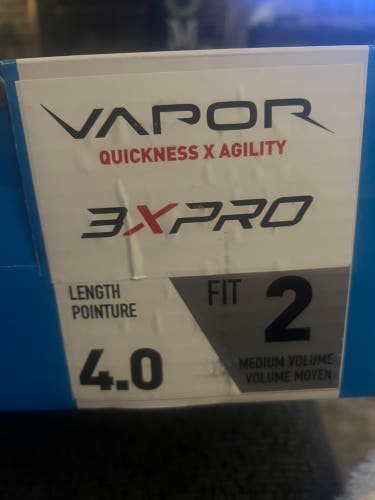 VAPOR
QUICKNESS X AGILITY
3XPRO
LENGTH
POINTURE
4.0
FIT 2
MEDIUM VOLUME
VOLUME MOYEN